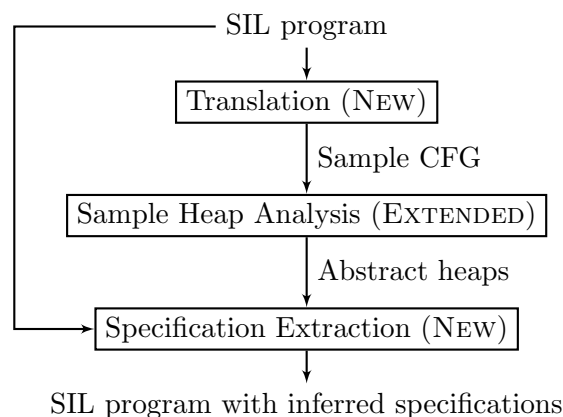 SIL program
Translation (NEW)
Sample CFG
Sample Heap Analysis (EXTENDED)
Abstract heaps
Specification Extraction (NEW)
SIL program with inferred specifications